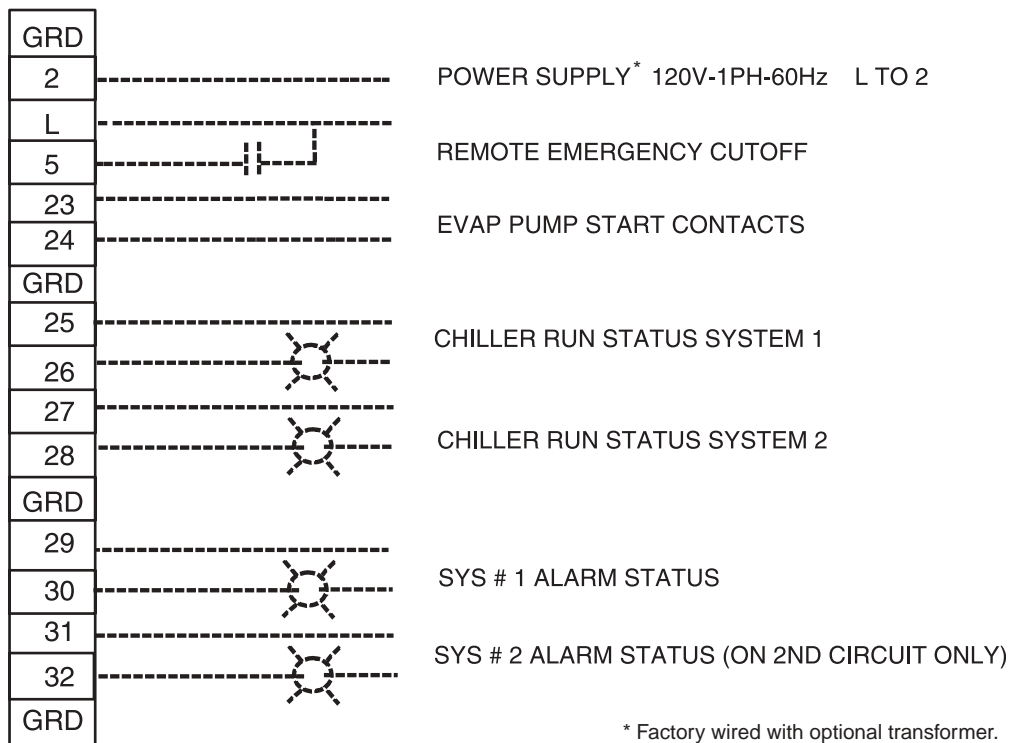 GRD
2 POWER SUPPLY* 120V-1PH-60Hz L TO 2
L
5 REMOTE EMERGENCY CUTOFF
23
24 EVAP PUMP START CONTACTS
GRD
25 CHILLER RUN STATUS SYSTEM 1
26
27
28 CHILLER RUN STATUS SYSTEM 2
GRD
29
30 SYS # 1 ALARM STATUS
31
32 SYS # 2 ALARM STATUS (ON 2ND CIRCUIT ONLY)
GRD
* Factory wired with optional transformer.